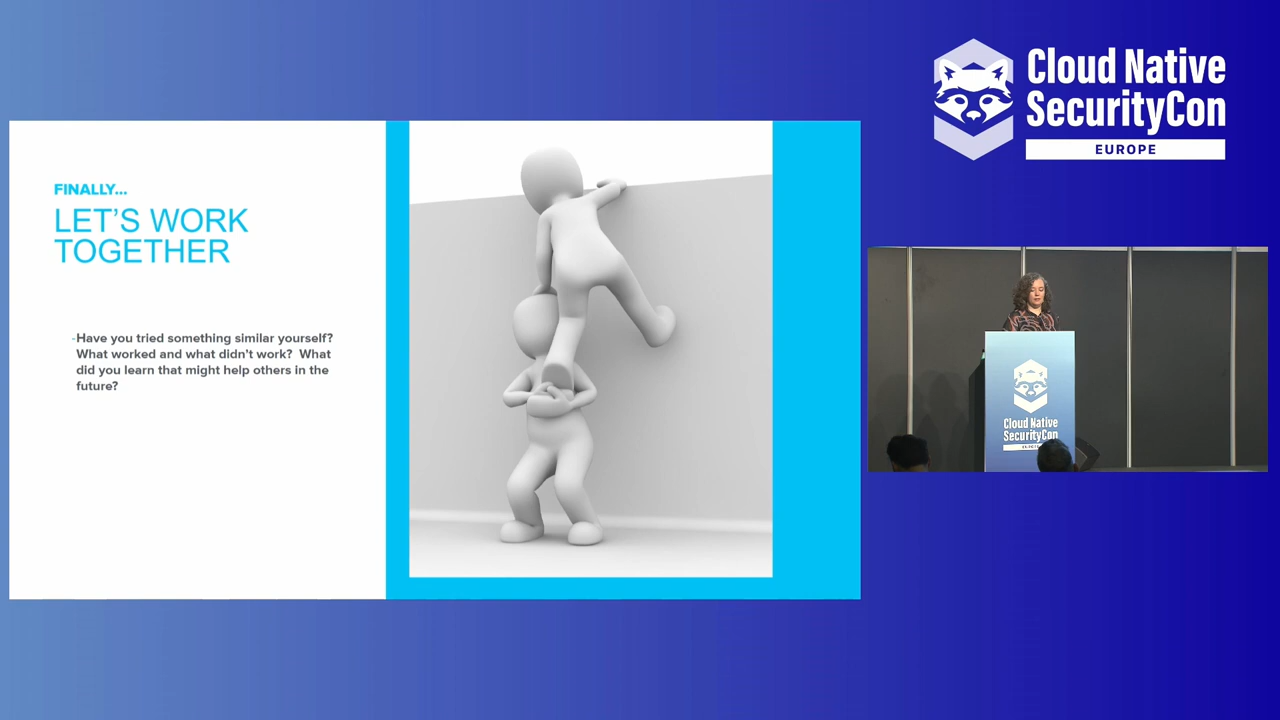 FINALLY...
LET'S WORK
TOGETHER
-Have you tried something similar yourself?
What worked and what didn't work?  What
did you learn that might help others in the
future?
Cloud Native
SecurityCon
EUROPE
Cloud Native
SecurityCon